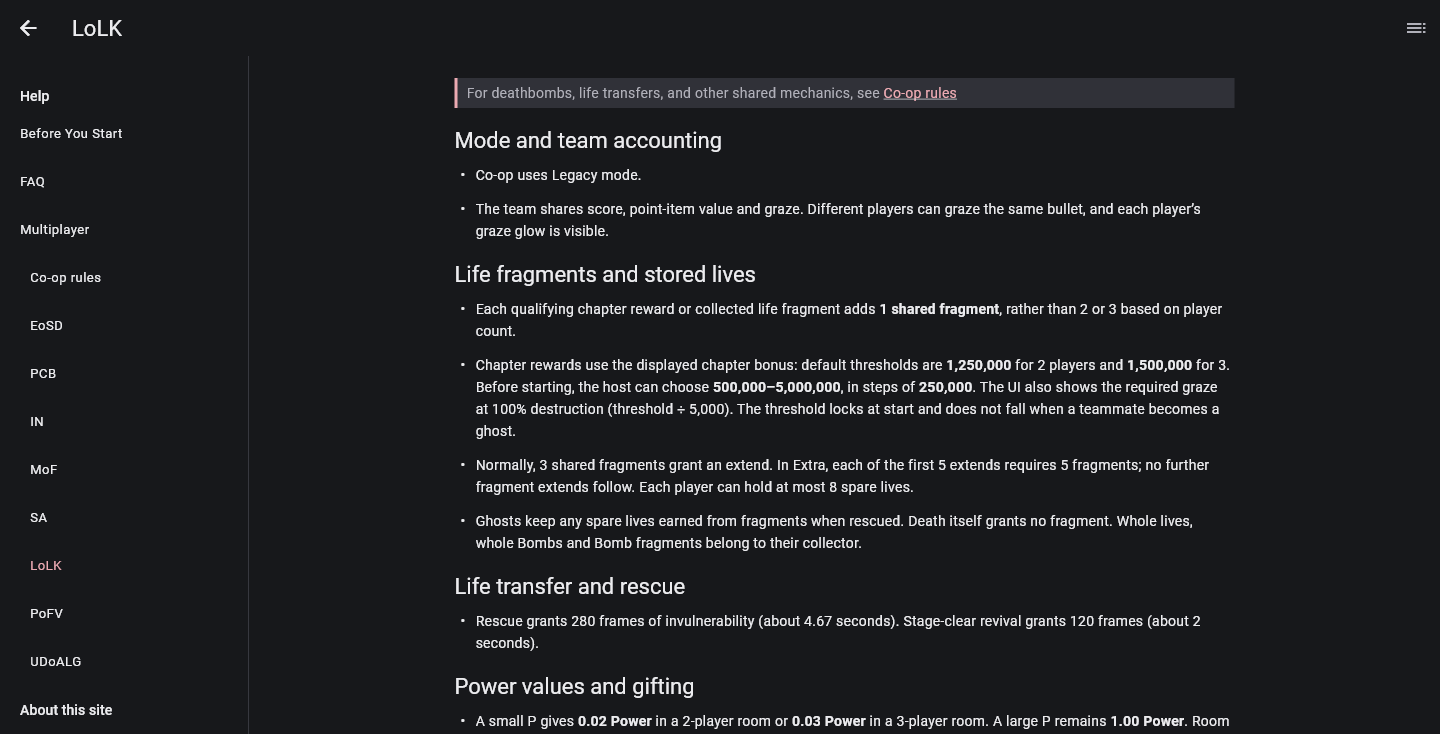 LoLK
Help
Before You Start
FAQ
Multiplayer
Co-op rules
EoSD
PCB
IN
MoF
SA
LoLK
PoFV
UDoALG
About this site
For deathbombs, life transfers, and other shared mechanics, see Co-op rules
Mode and team accounting
• Co-op uses Legacy mode.
• The team shares score, point-item value and graze. Different players can graze the same bullet, and each player’s
graze glow is visible.
Life fragments and stored lives
• Each qualifying chapter reward or collected life fragment adds 1 shared fragment, rather than 2 or 3 based on player
count.
• Chapter rewards use the displayed chapter bonus: default thresholds are 1,250,000 for 2 players and 1,500,000 for 3.
Before starting, the host can choose 500,000–5,000,000, in steps of 250,000. The UI also shows the required graze
at 100% destruction (threshold ÷ 5,000). The threshold locks at start and does not fall when a teammate becomes a
ghost.
• Normally, 3 shared fragments grant an extend. In Extra, each of the first 5 extends requires 5 fragments; no further
fragment extends follow. Each player can hold at most 8 spare lives.
• Ghosts keep any spare lives earned from fragments when rescued. Death itself grants no fragment. Whole lives,
whole Bombs and Bomb fragments belong to their collector.
Life transfer and rescue
• Rescue grants 280 frames of invulnerability (about 4.67 seconds). Stage-clear revival grants 120 frames (about 2
seconds).
Power values and gifting
• A small P gives 0.02 Power in a 2-player room or 0.03 Power in a 3-player room. A large P remains 1.00 Power. Room